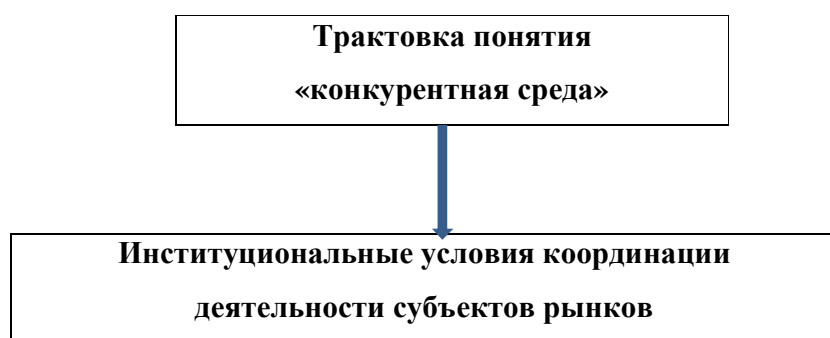 Трактовка понятия
«конкурентная среда»
Институциональные условия координации
деятельности субъектов рынков